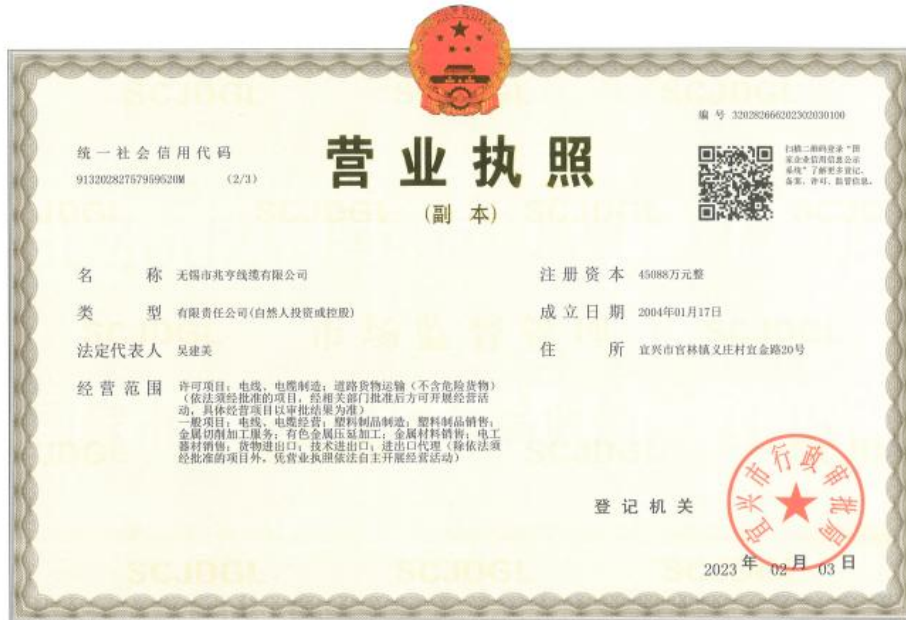 编 号 320282666202302030100
统一社会信用代码
91320282757959520M (2/3)
营业执照
(副 本)
扫描二维码登录“国
家企业信用信息公示
系统”了解更多登记、
备案、许可、监管信息。
名 称 无锡市兆亨线缆有限公司
注 册 资 本 45088万元整
类 型 有限责任公司(自然人投资或控股)
成 立 日 期 2004年01月17日
法定代表人 吴建美
住 所 宜兴市官林镇义庄村宜金路20号
经 营 范 围 许可项目:电线、电缆制造;道路货物运输(不含危险货物)
(依法须经批准的项目,经相关部门批准后方可开展经营活
动,具体经营项目以审批结果为准)
一般项目:电线、电缆经营;塑料制品制造;塑料制品销售;
金属切削加工服务;有色金属压延加工;金属材料销售;电工
器材销售;货物进出口;技术进出口;进出口代理(除依法须
经批准的项目外,凭营业执照依法自主开展经营活动)
登 记 机 关
宜兴市行政审批局
2023 年 02 月 03 日
SCJDGL
市场监督管理